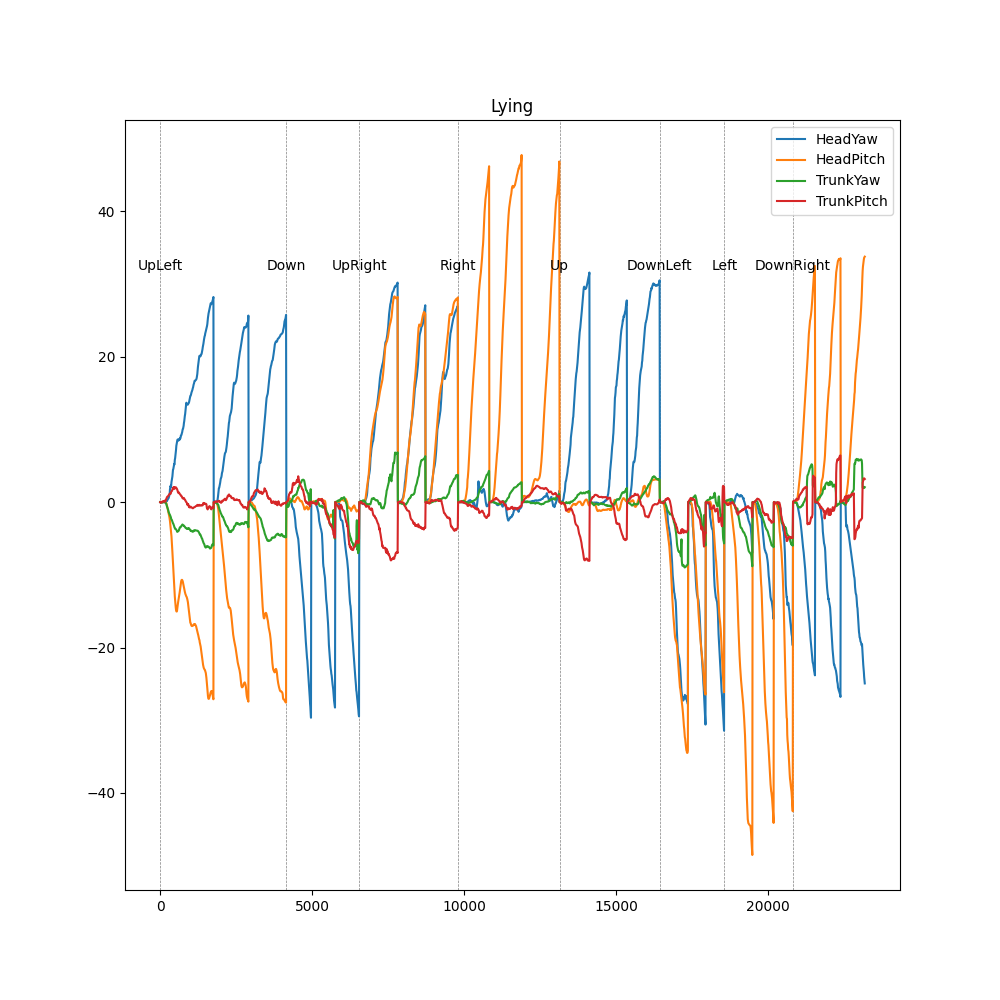 Lying
HeadYaw
HeadPitch
TrunkYaw
TrunkPitch
UpLeft Down UpRight Right Up DownLeft Left DownRight
40
20
0
−20
−40
0 5000 10000 15000 20000